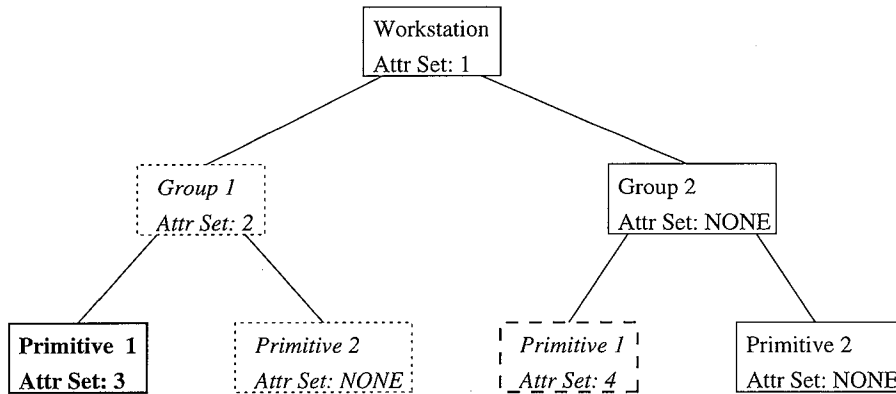 Workstation
Attr Set: 1
Group 1
Attr Set: 2
Group 2
Attr Set: NONE
Primitive 1
Attr Set: 3
Primitive 2
Attr Set: NONE
Primitive 1
Attr Set: 4
Primitive 2
Attr Set: NONE